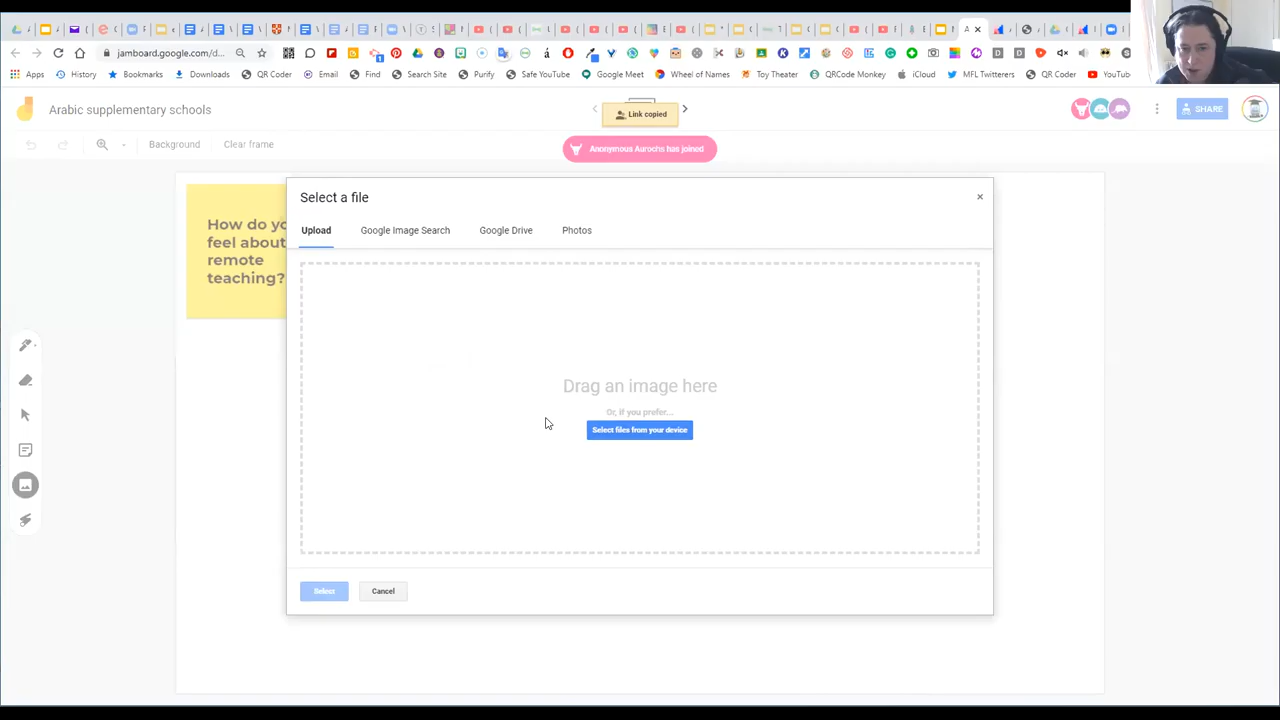 jamboard.google.com/d...
Apps
History
Bookmarks
Downloads
QR Coder
Email
Find
Search Site
Purify
Safe YouTube
Google Meet
Wheel of Names
Toy Theater
QRCode Monkey
iCloud
MFL Twitterers
QR Coder
YouTub
Arabic supplementary schools
Link copied
SHARE
Background
Clear frame
Anonymous Aurochs has joined
How do yo
feel about
remote
teaching?
Select a file
Upload
Google Image Search
Google Drive
Photos
Drag an image here
Or, if you prefer...
Select files from your device
Select
Cancel